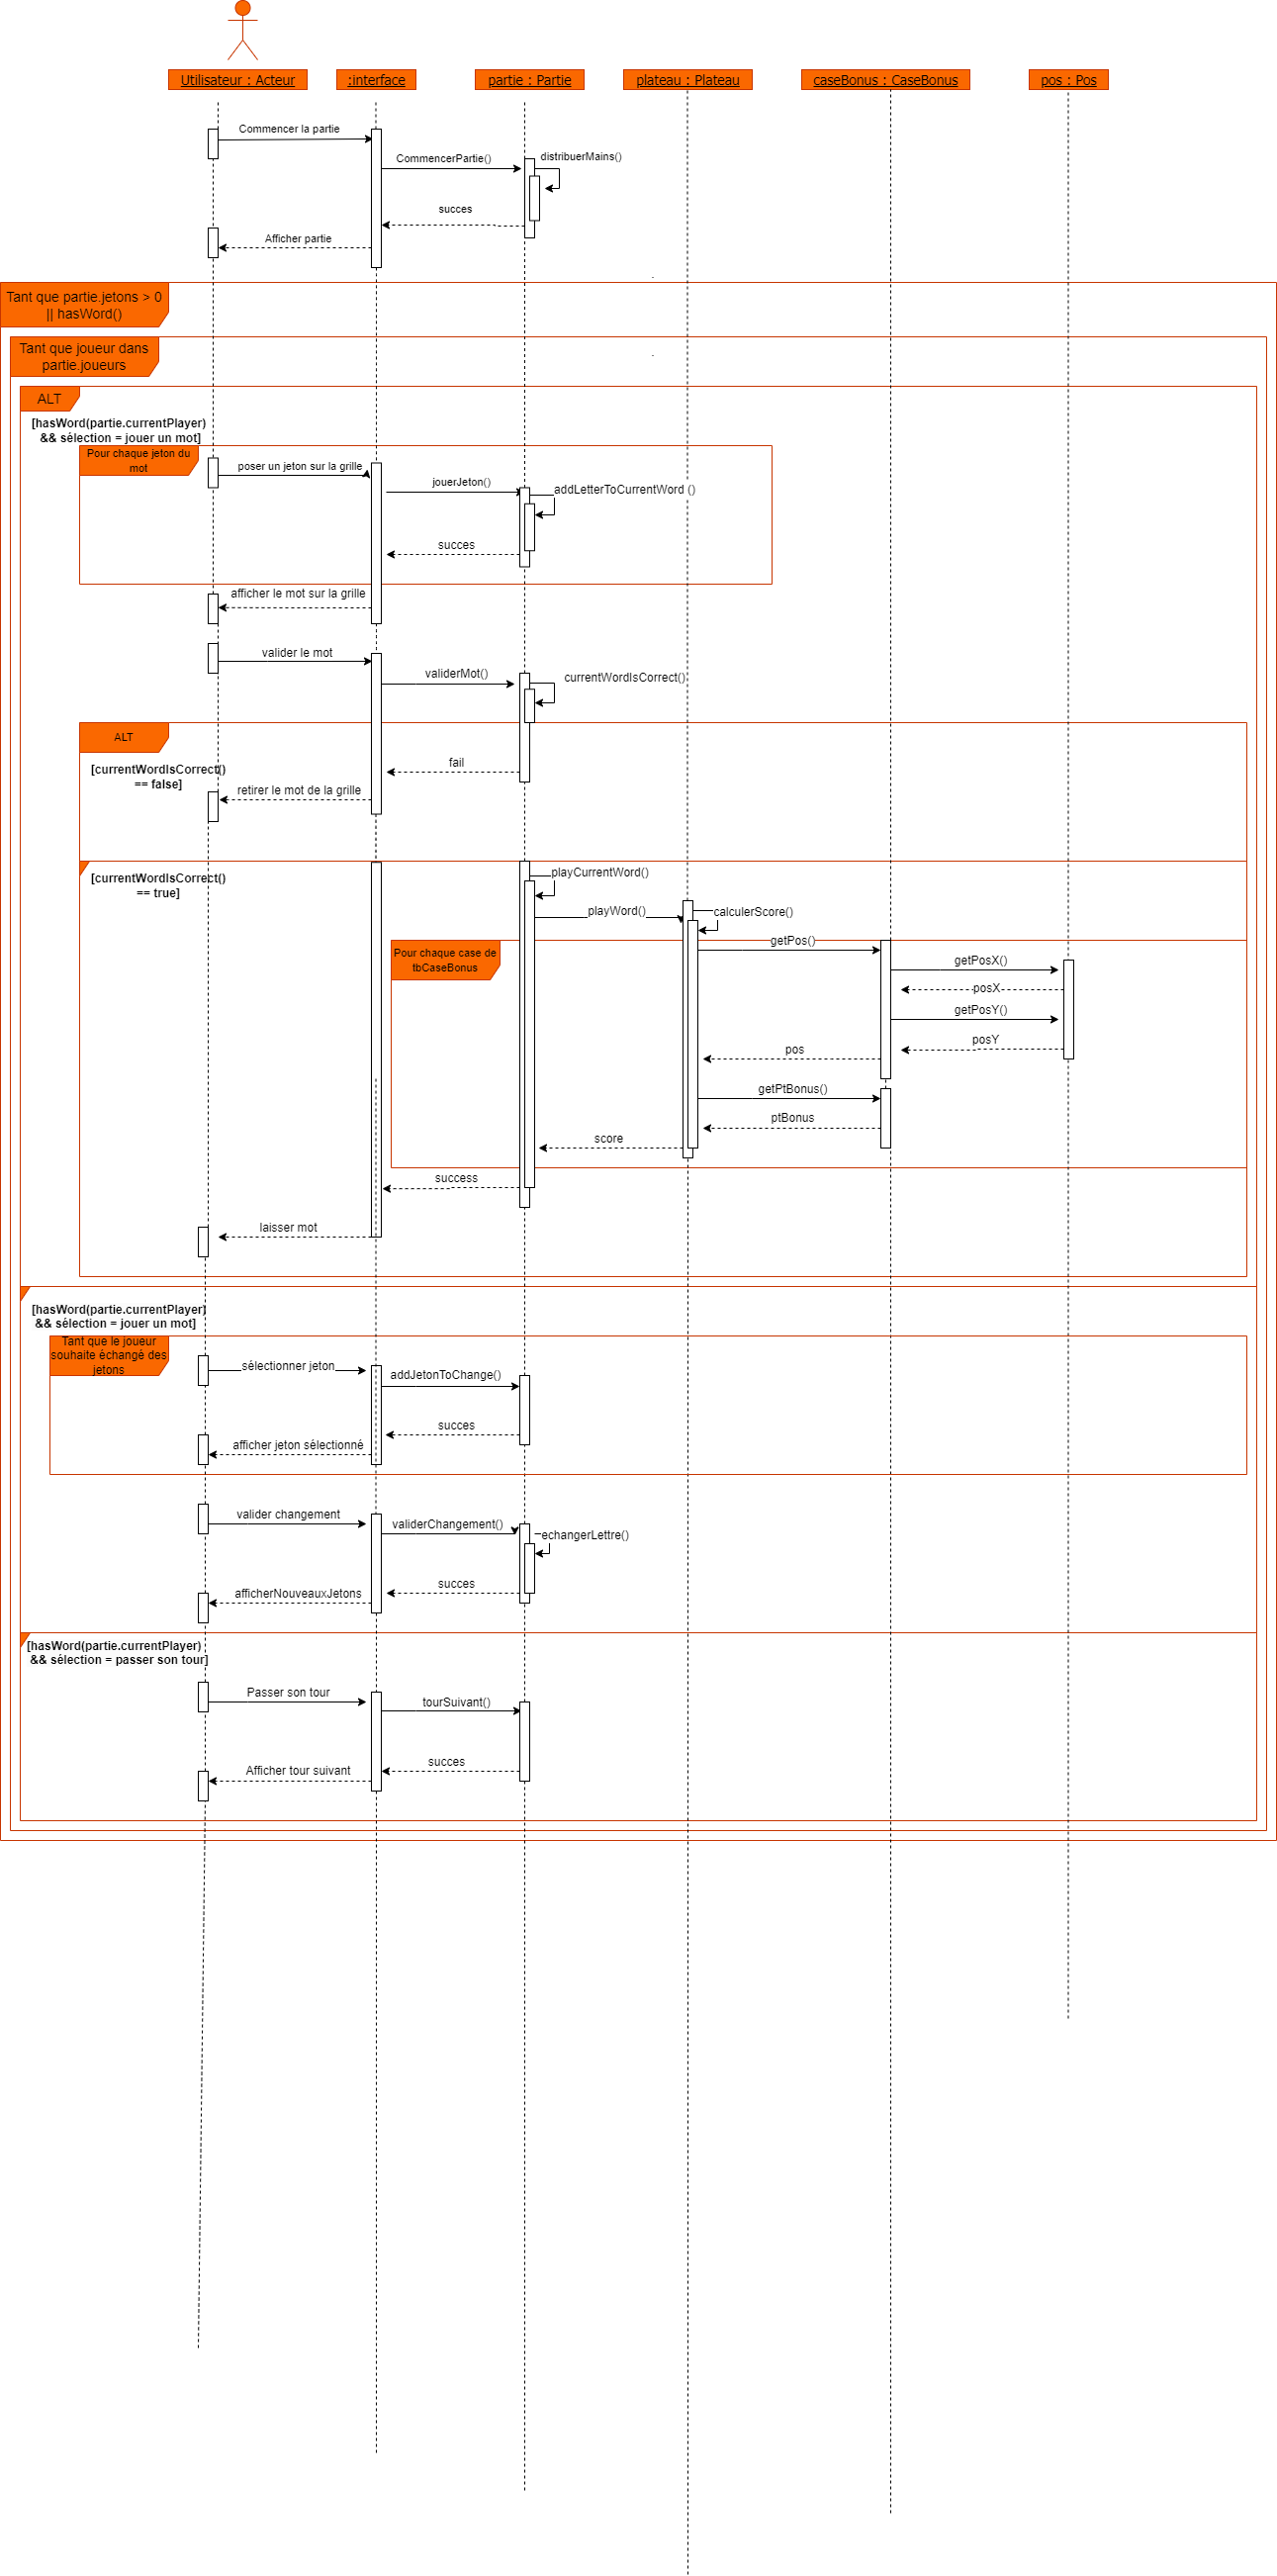 Utilisateur : Acteur
:interface
partie : Partie
plateau : Plateau
caseBonus : CaseBonus
pos : Pos
Commencer la partie
CommencerPartie()
distribuerMains()
succes
Afficher partie
Tant que partie.jetons > 0
|| hasWord()
Tant que joueur dans
partie.joueurs
ALT
[hasWord(partie.currentPlayer)
&& sélection = jouer un mot]
Pour chaque jeton du
mot
poser un jeton sur la grille
jouerJeton()
addLetterToCurrentWord ()
succes
afficher le mot sur la grille
valider le mot
validerMot()
currentWordIsCorrect()
ALT
fail
[currentWordIsCorrect()
== false]
retirer le mot de la grille
[currentWordIsCorrect()
== true]
playCurrentWord()
playWord()
calculerScore()
Pour chaque case de
tbCaseBonus
getPos()
getPosX()
posX
getPosY()
posY
pos
getPtBonus()
ptBonus
score
success
laisser mot
[hasWord(partie.currentPlayer)
&& sélection = jouer un mot]
Tant que le joueur
souhaite échangé des
jetons
sélectionner jeton
addJetonToChange()
succes
afficher jeton sélectionné
valider changement
validerChangement()
echangerLettre()
succes
afficherNouveauxJetons
[hasWord(partie.currentPlayer)
&& sélection = passer son tour]
Passer son tour
tourSuivant()
succes
Afficher tour suivant